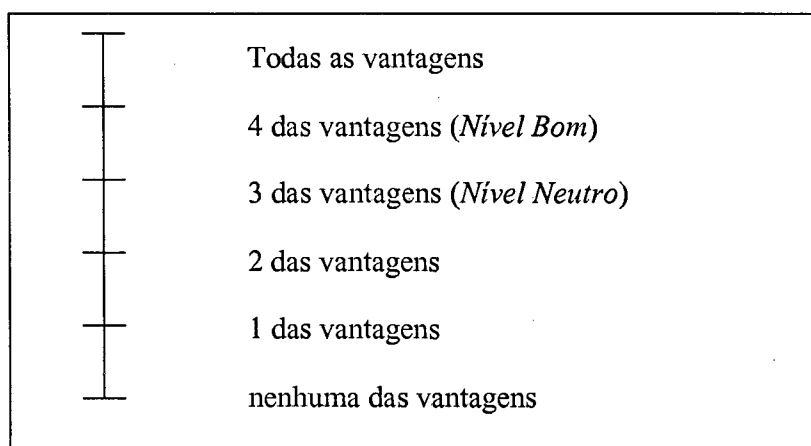 Todas as vantagens
4 das vantagens (Nível Bom)
3 das vantagens (Nível Neutro)
2 das vantagens
1 das vantagens
nenhuma das vantagens